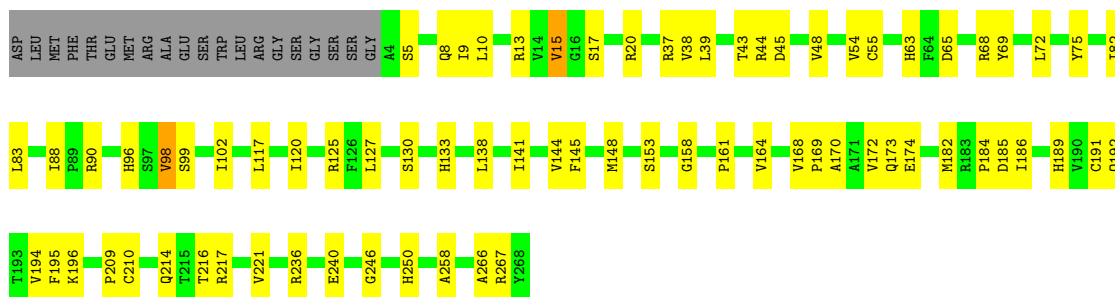 ASP LEU MET PHE THR GLU MET ARG ALA GLU SER TRP LEU ARG GLY SER GLY SER SER GLY A4 S5 Q8 I9 L10 R13 V14 V15 G16 S17 R20 R37 V38 L39 T43 R44 D45 V48 V54 C55 H63 F64 D65 R68 Y69 L72 Y75
L83 I88 P89 R90 H96 S97 V98 S99 I102 L117 I120 R125 F126 L127 S130 H133 L138 I141 V144 F145 M148 S153 G158 P161 V164 V168 P169 A170 A171 V172 Q173 E174 M182 R183 P184 D185 I186 H189 V190 C191
T193 V194 F195 K196 P209 C210 Q214 T215 T216 R217 V221 R236 E240 G246 H250 A258 A266 R267 Y268